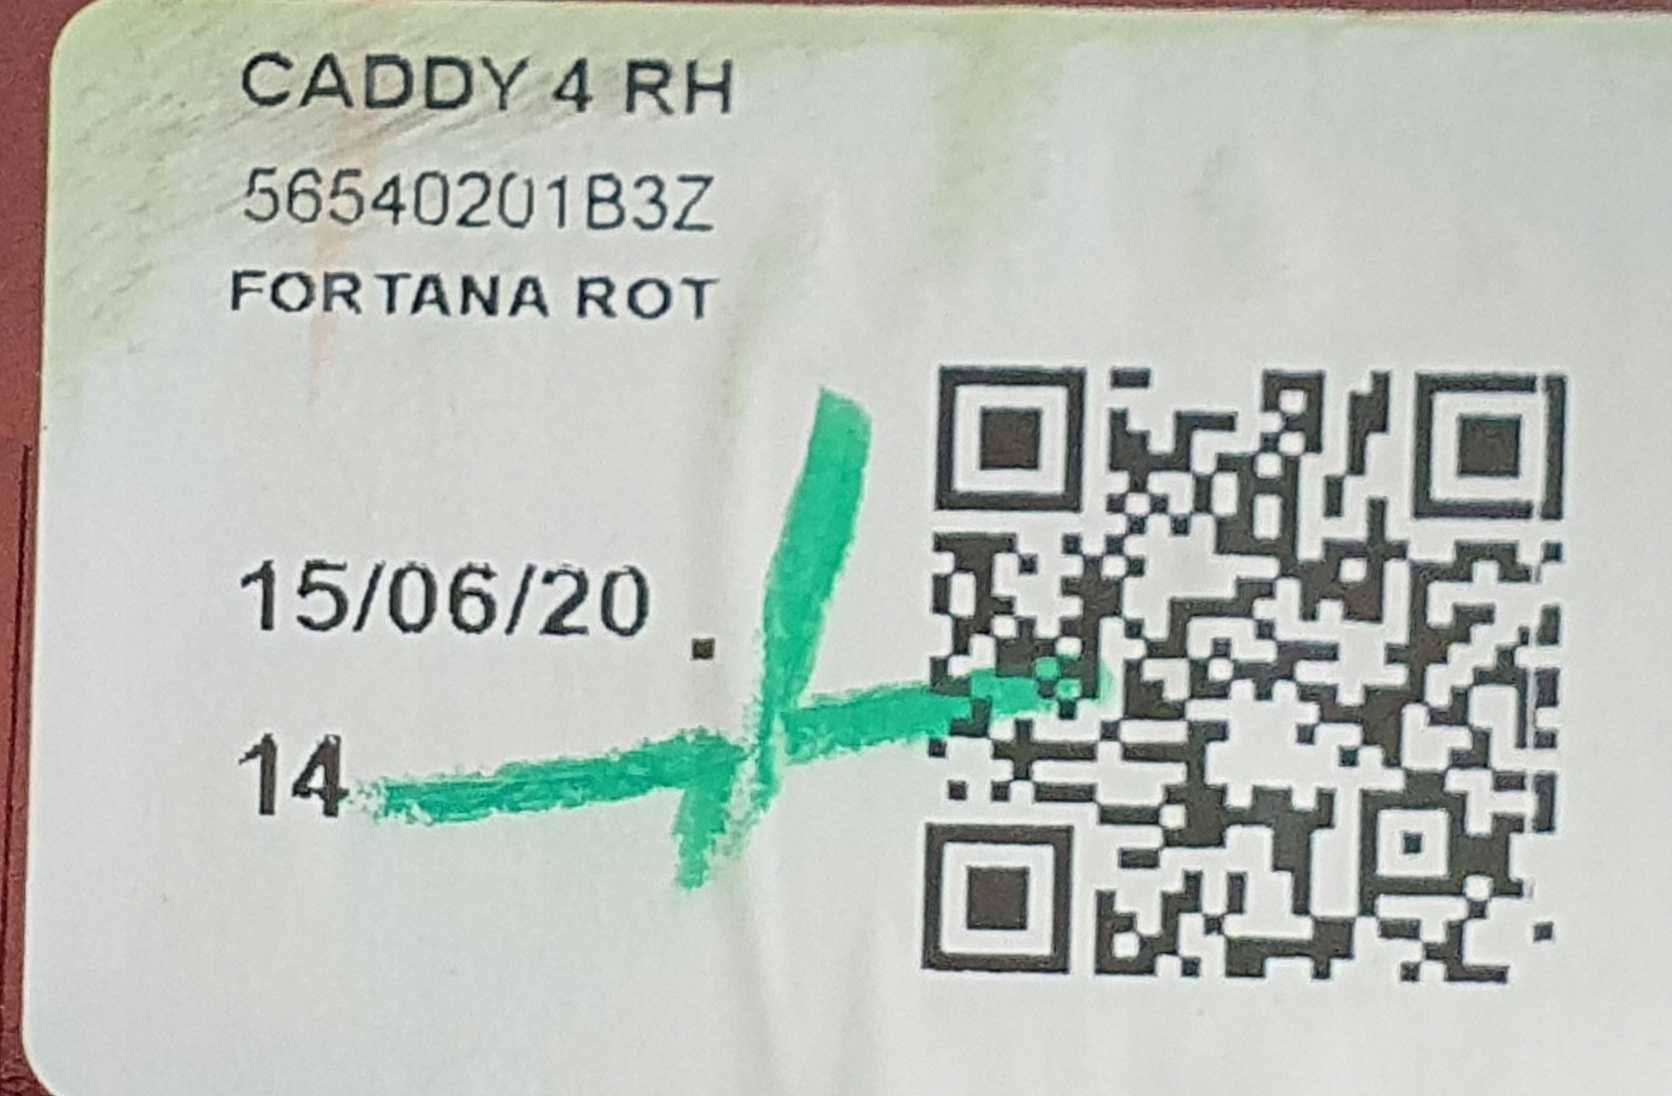 CADDY 4 RH
56540201B3Z
FORTANA ROT
15/06/20
14